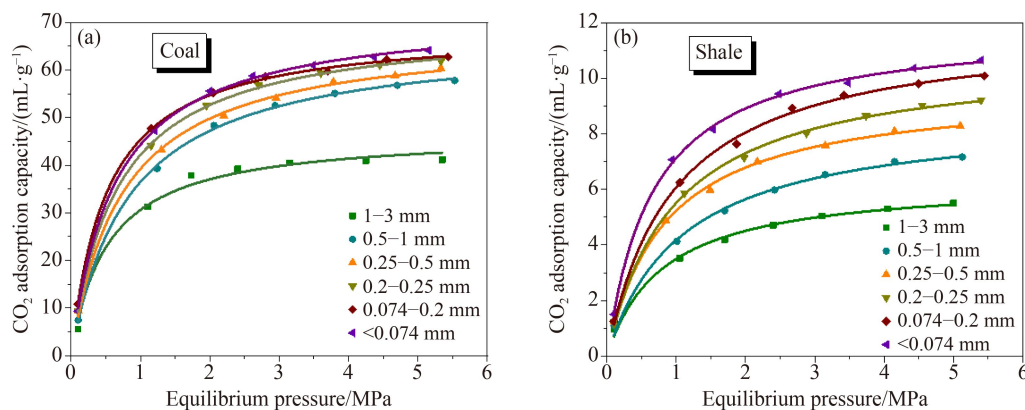 (a)
Coal
CO₂ adsorption capacity/(mL·g⁻¹)
70
60
50
40
30
20
10
0
1−3 mm
0.5−1 mm
0.25−0.5 mm
0.2−0.25 mm
0.074−0.2 mm
<0.074 mm
0 1 2 3 4 5 6
Equilibrium pressure/MPa
(b)
Shale
CO₂ adsorption capacity/(mL·g⁻¹)
12
10
8
6
4
2
0
1−3 mm
0.5−1 mm
0.25−0.5 mm
0.2−0.25 mm
0.074−0.2 mm
<0.074 mm
0 1 2 3 4 5 6
Equilibrium pressure/MPa